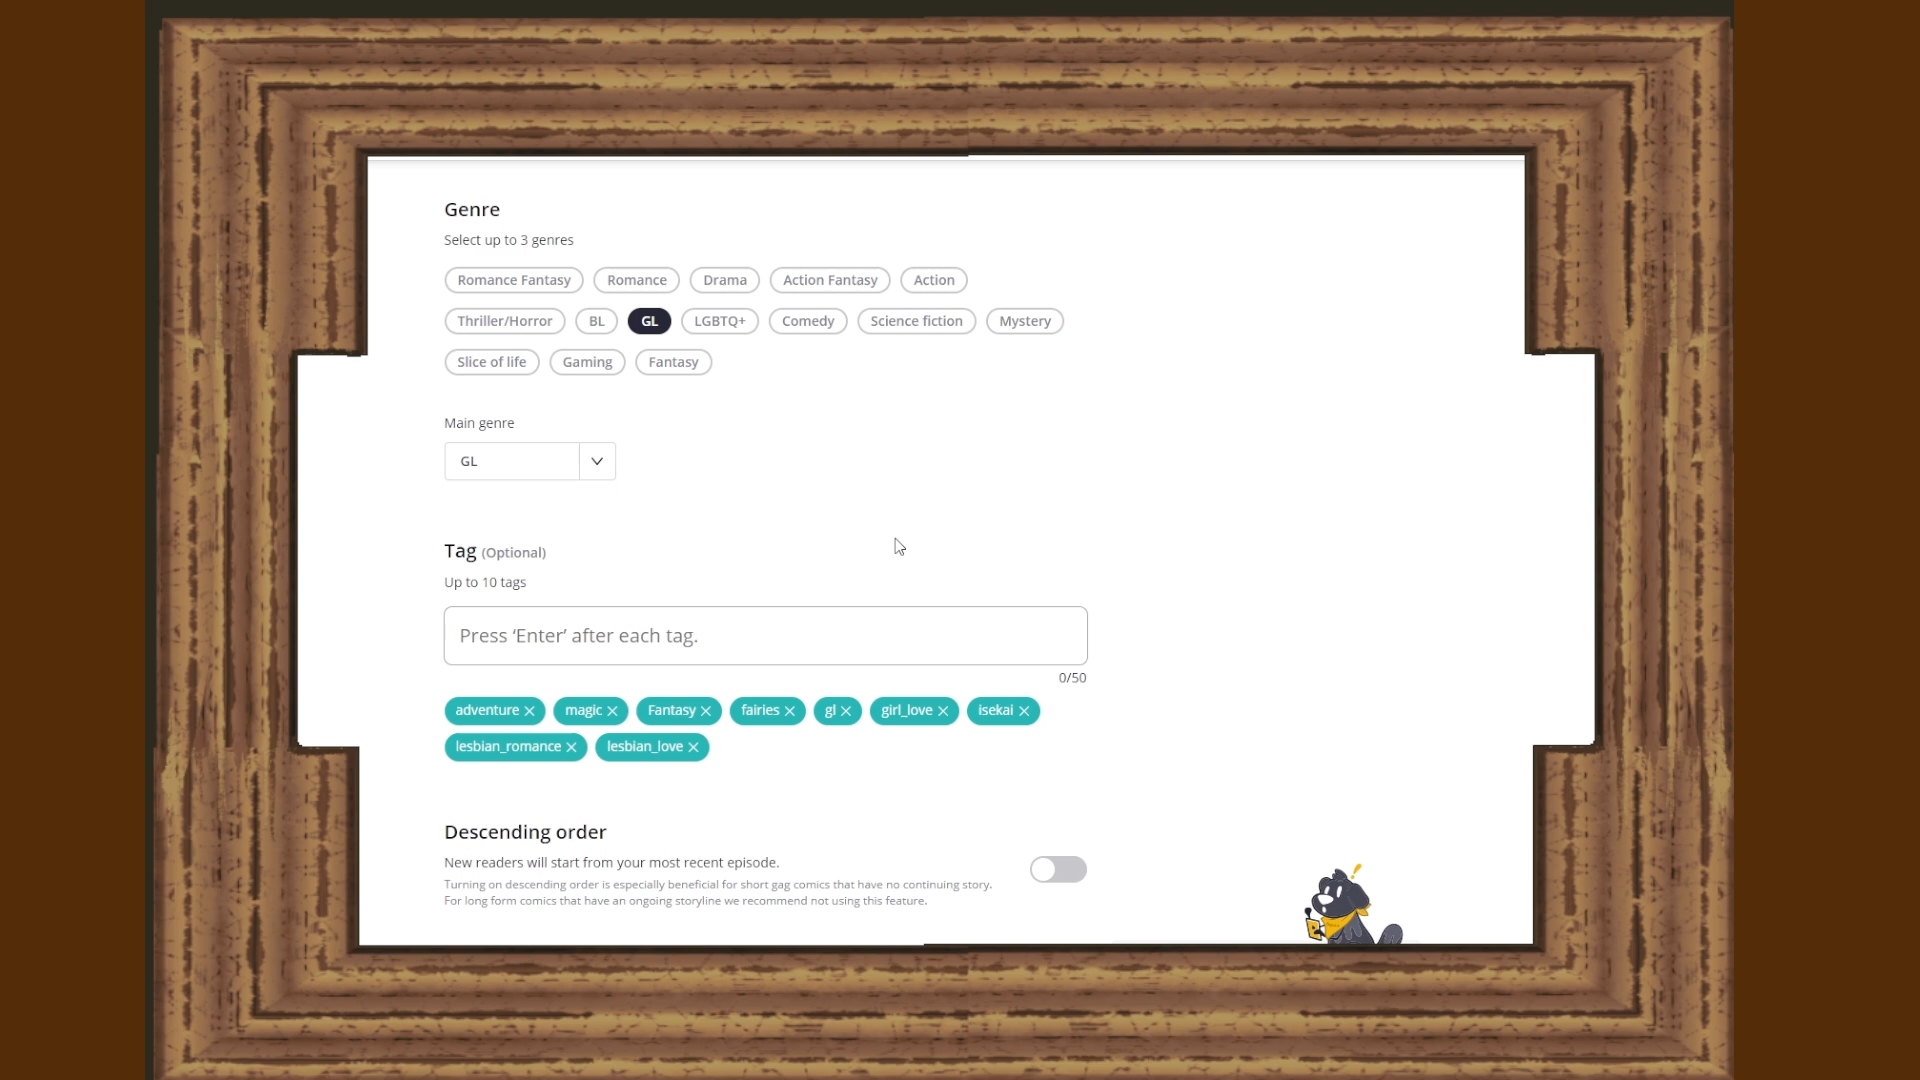 Genre
Select up to 3 genres
Romance Fantasy Romance Drama Action Fantasy Action
Thriller/Horror BL GL LGBTQ+ Comedy Science fiction Mystery
Slice of life Gaming Fantasy
Main genre
GL
Tag (Optional)
Up to 10 tags
Press ‘Enter’ after each tag.
0/50
adventure magic Fantasy fairies gl girl_love isekai
lesbian_romance lesbian_love
Descending order
New readers will start from your most recent episode.
Turning on descending order is especially beneficial for short gag comics that have no continuing story.
For long form comics that have an ongoing storyline we recommend not using this feature.